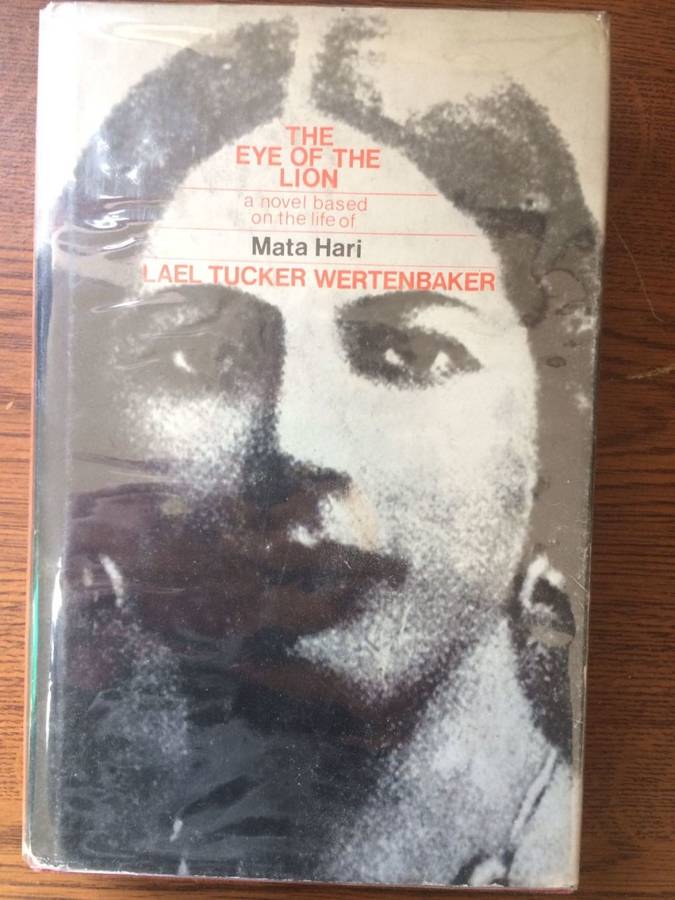 THE
EYE OF THE
LION
a novel based
on the life of
Mata Hari
LAEL TUCKER WERTENBAKER